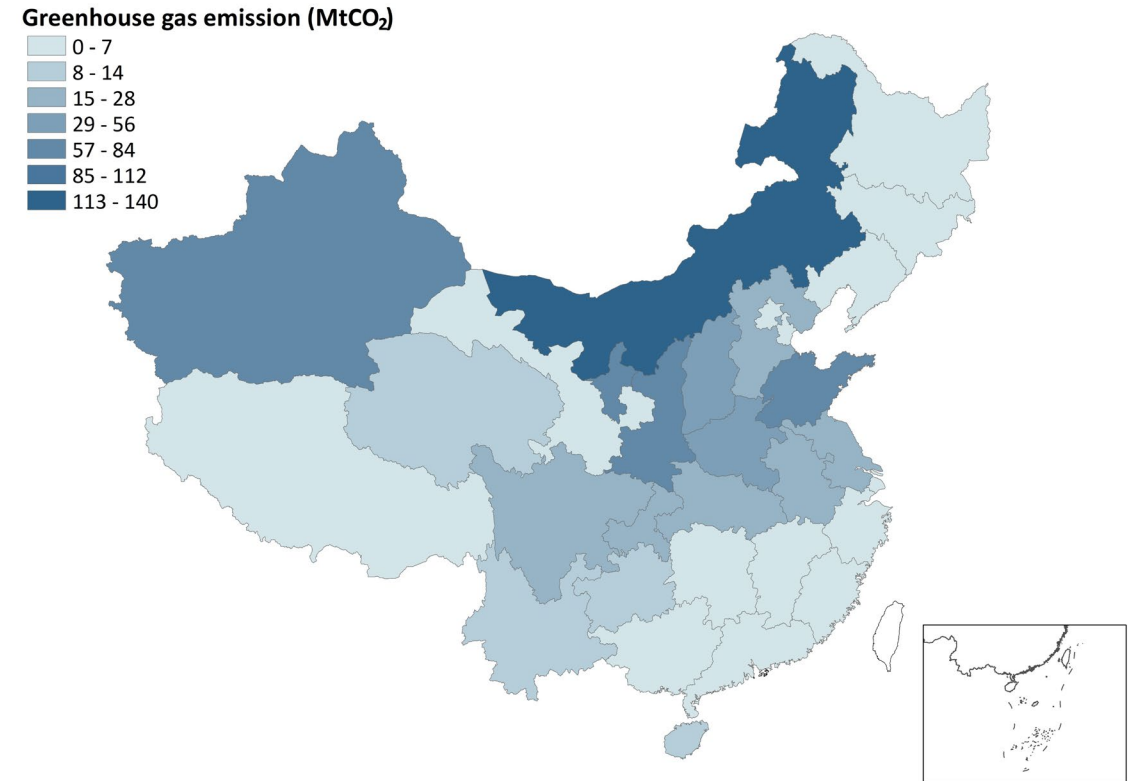 Greenhouse gas emission (MtCO₂)
0 - 7
8 - 14
15 - 28
29 - 56
57 - 84
85 - 112
113 - 140